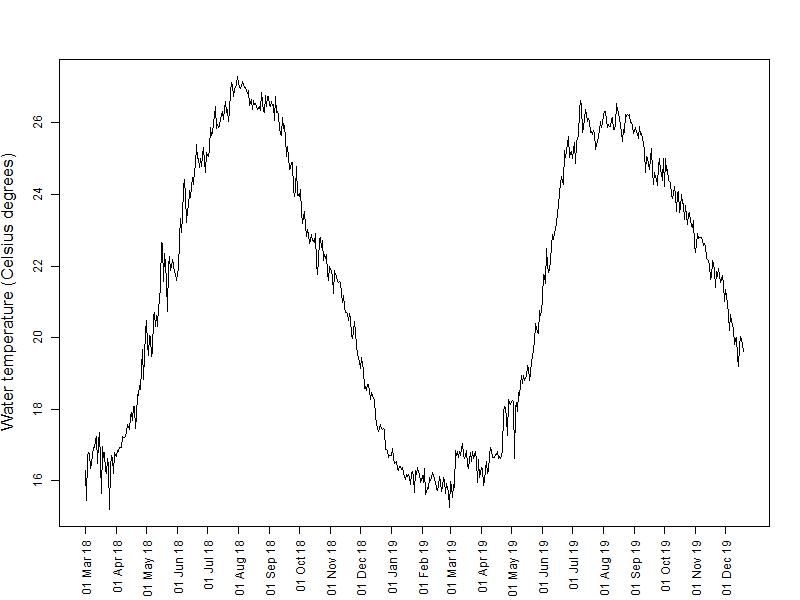 Water temperature (Celsius degrees)
26
24
22
20
18
16
01 Mar 18
01 Apr 18
01 May 18
01 Jun 18
01 Jul 18
01 Aug 18
01 Sep 18
01 Oct 18
01 Nov 18
01 Dec 18
01 Jan 19
01 Feb 19
01 Mar 19
01 Apr 19
01 May 19
01 Jun 19
01 Jul 19
01 Aug 19
01 Sep 19
01 Oct 19
01 Nov 19
01 Dec 19